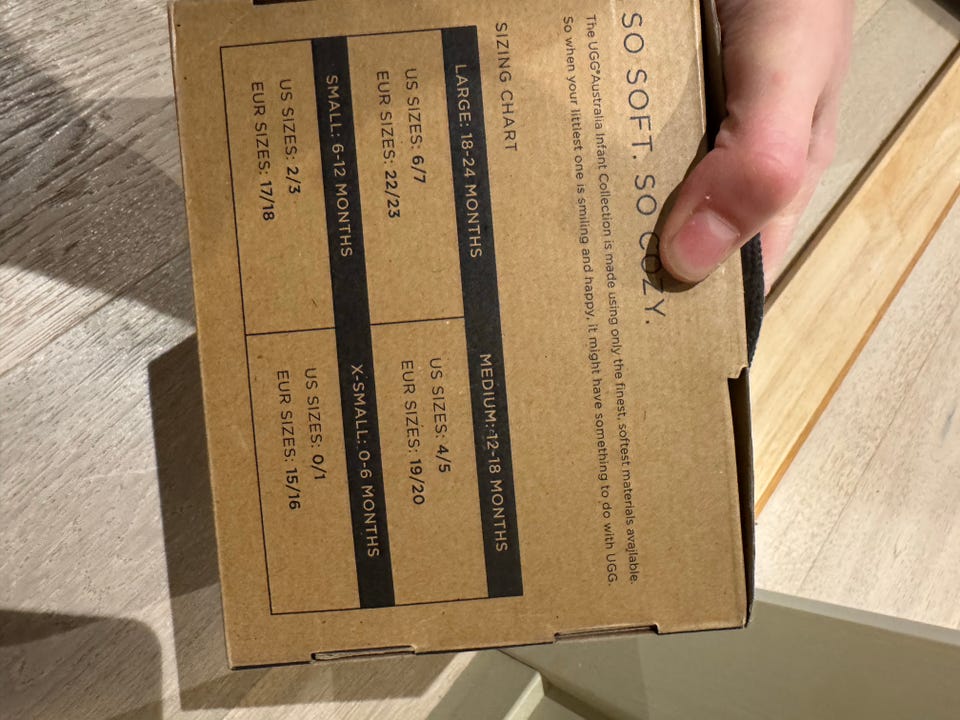 SO SOFT. SO COZY.
The UGG® Australia Infant Collection is made using only the finest, softest materials available.
So when your littlest one is smiling and happy, it might have something to do with UGG.
SIZING CHART
LARGE: 18-24 MONTHS
US SIZES: 6/7
EUR SIZES: 22/23
MEDIUM: 12-18 MONTHS
US SIZES: 4/5
EUR SIZES: 19/20
SMALL: 6-12 MONTHS
US SIZES: 2/3
EUR SIZES: 17/18
X-SMALL: 0-6 MONTHS
US SIZES: 0/1
EUR SIZES: 15/16